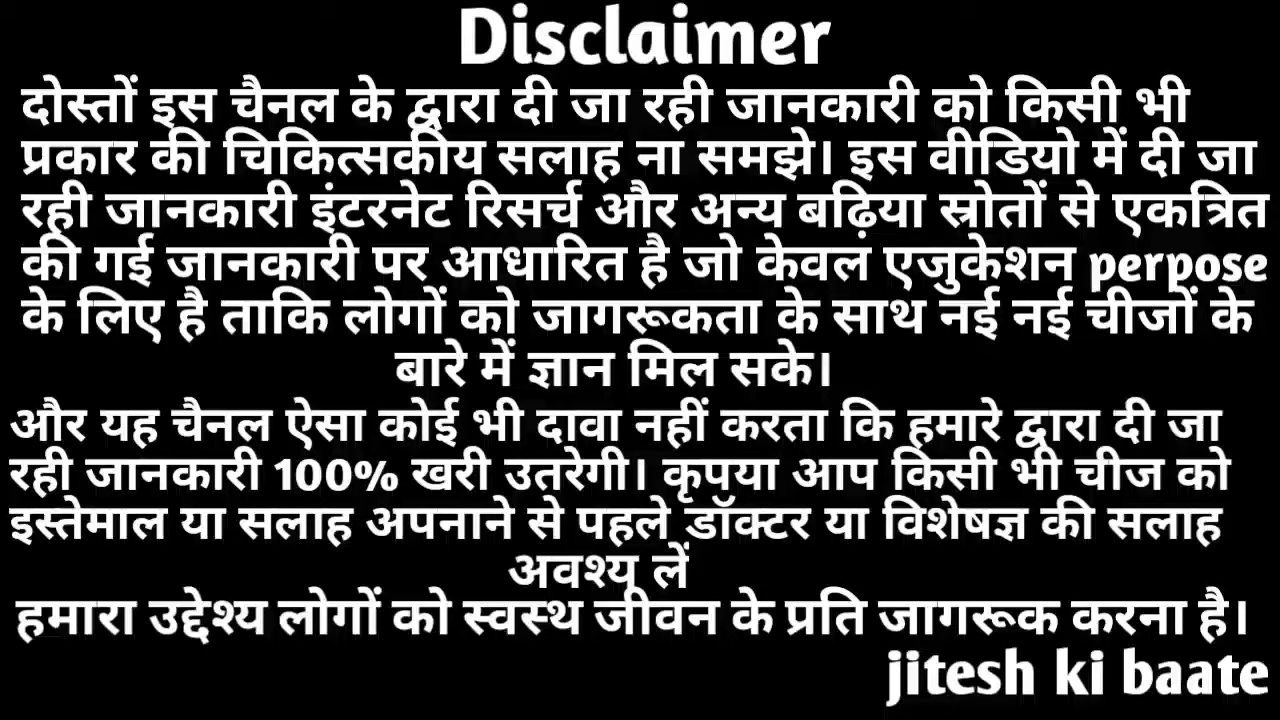 Disclaimer
दोस्तों इस चैनल के द्वारा दी जा रही जानकारी को किसी भी
प्रकार की चिकित्सकीय सलाह ना समझे। इस वीडियो में दी जा
रही जानकारी इंटरनेट रिसर्च और अन्य बढ़िया स्रोतों से एकत्रित
की गई जानकारी पर आधारित है जो केवल एजुकेशन perpose
के लिए है ताकि लोगों को जागरूकता के साथ नई नई चीजों के
बारे में ज्ञान मिल सके।
और यह चैनल ऐसा कोई भी दावा नहीं करता कि हमारे द्वारा दी जा
रही जानकारी 100% खरी उतरेगी। कृपया आप किसी भी चीज को
इस्तेमाल या सलाह अपनाने से पहले डॉक्टर या विशेषज्ञ की सलाह
अवश्य लें
हमारा उद्देश्य लोगों को स्वस्थ जीवन के प्रति जागरूक करना है।
jitesh ki baate